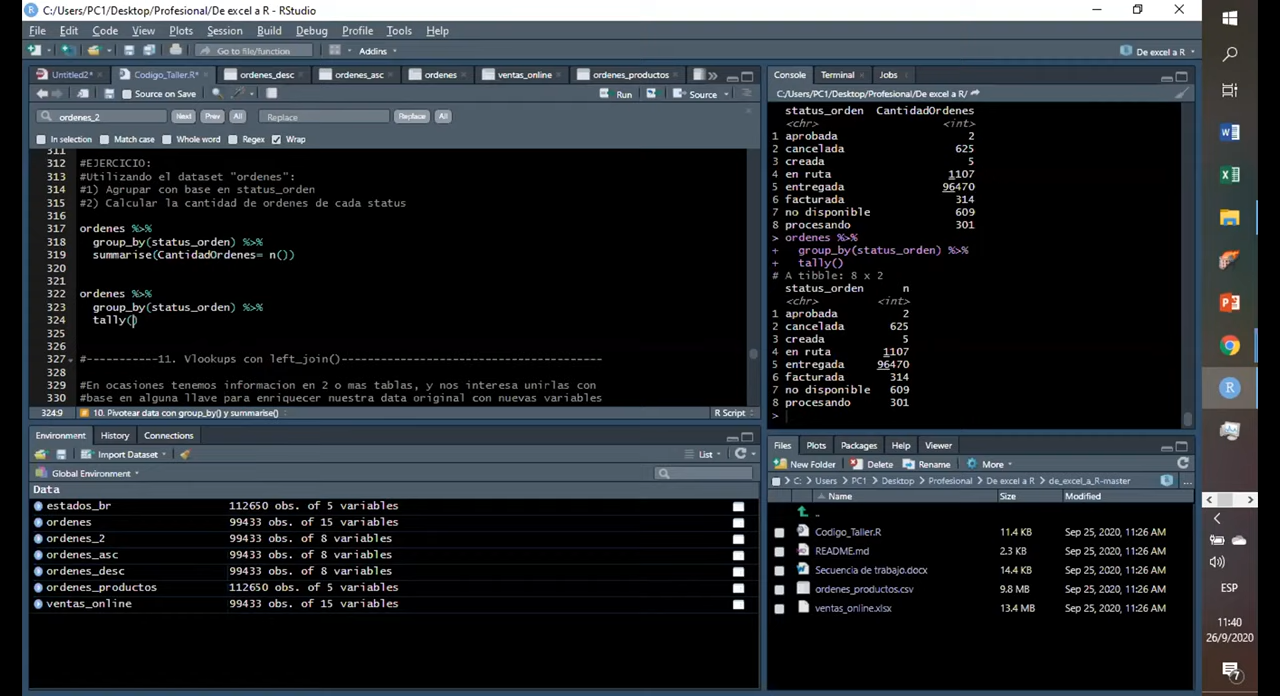 C:/Users/PC1/Desktop/Profesional/De excel a R - RStudio
File Edit Code View Plots Session Build Debug Profile Tools Help
Go to file/function
Addins
De excel a R
Untitled2*
Codigo_Taller.R*
ordenes_desc
ordenes_asc
ordenes
ventas_online
ordenes_productos
Source on Save
Run
Source
ordenes_2
Next
Prev
All
Replace
Replace
All
In selection
Match case
Whole word
Regex
Wrap
311
312 #EJERCICIO:
313 #Utilizando el dataset "ordenes":
314 #1) Agrupar con base en status_orden
315 #2) Calcular la cantidad de ordenes de cada status
316
317 ordenes %>%
318 group_by(status_orden) %>%
319 summarise(CantidadOrdenes= n())
320
321
322 ordenes %>%
323 group_by(status_orden) %>%
324 tally()
325
326
327 #-----------11. Vlookups con left_join()---------------------------------------
328
329 #En ocasiones tenemos informacion en 2 o mas tablas, y nos interesa unirlas con
330 #base en alguna llave para enriquecer nuestra data original con nuevas variables
324:9
10. Pivotear data con group_by() y summarise()
R Script
Environment History Connections
Import Dataset
List
Global Environment
Data
estados_br 112650 obs. of 5 variables
ordenes 99433 obs. of 15 variables
ordenes_2 99433 obs. of 8 variables
ordenes_asc 99433 obs. of 8 variables
ordenes_desc 99433 obs. of 8 variables
ordenes_productos 112650 obs. of 5 variables
ventas_online 99433 obs. of 15 variables
Console Terminal Jobs
C:/Users/PC1/Desktop/Profesional/De excel a R/
status_orden CantidadOrdenes
<chr> <int>
1 aprobada 2
2 cancelada 625
3 creada 5
4 en ruta 1107
5 entregada 96470
6 facturada 314
7 no disponible 609
8 procesando 301
> ordenes %>%
+ group_by(status_orden) %>%
+ tally()
# A tibble: 8 x 2
status_orden n
<chr> <int>
1 aprobada 2
2 cancelada 625
3 creada 5
4 en ruta 1107
5 entregada 96470
6 facturada 314
7 no disponible 609
8 procesando 301
>
Files Plots Packages Help Viewer
New Folder Delete Rename More
C: > Users > PC1 > Desktop > Profesional > De excel a R > de_excel_a_R-master
Name Size Modified
..
Codigo_Taller.R 11.4 KB Sep 25, 2020, 11:26 AM
README.md 2.3 KB Sep 25, 2020, 11:26 AM
Secuencia de trabajo.docx 14.4 KB Sep 25, 2020, 11:26 AM
ordenes_productos.csv 9.8 MB Sep 25, 2020, 11:26 AM
ventas_online.xlsx 13.4 MB Sep 25, 2020, 11:26 AM
ESP
11:40
26/9/2020
7